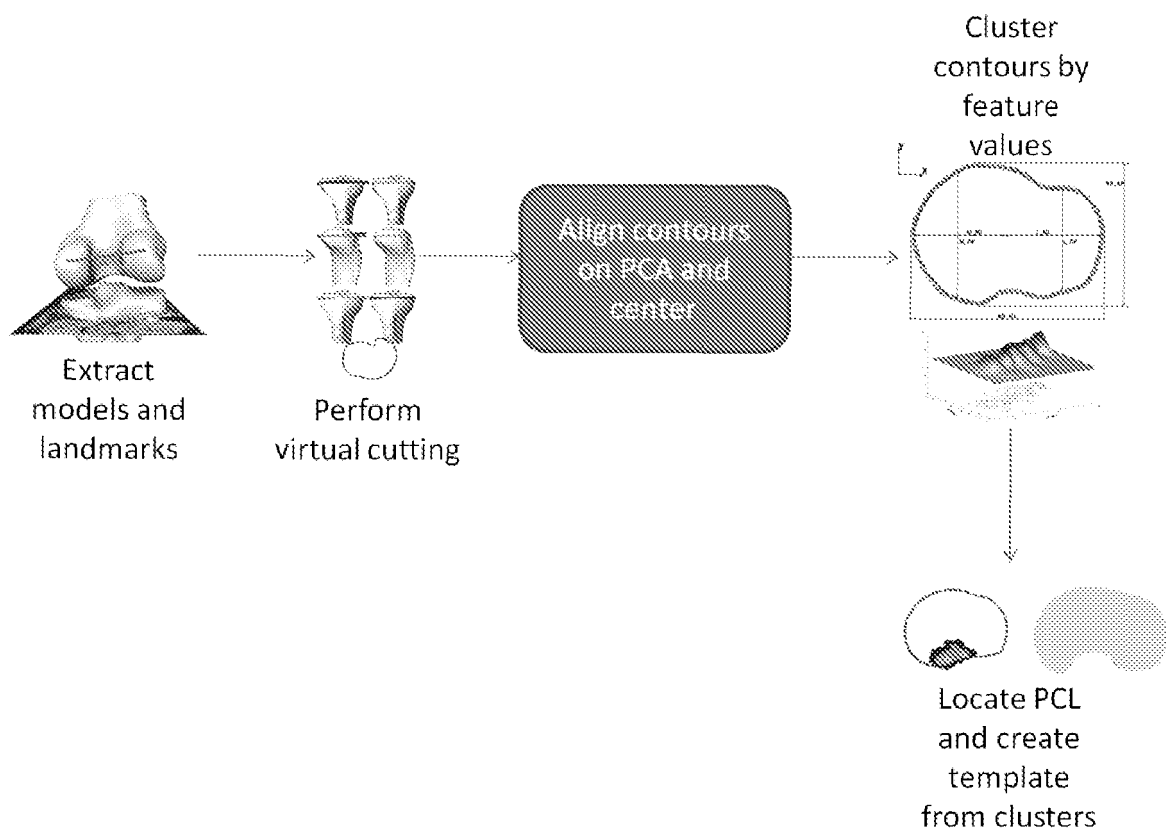 Extract
models and
landmarks
Perform
virtual cutting
Align contours
on PCA and
center
Cluster
contours by
feature
values
Y
X
Locate PCL
and create
template
from clusters